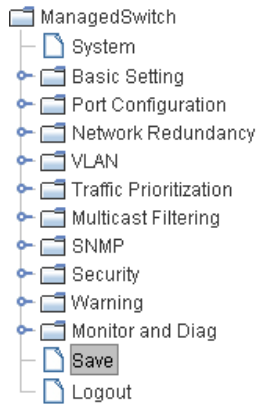 ManagedSwitch
System
Basic Setting
Port Configuration
Network Redundancy
VLAN
Traffic Prioritization
Multicast Filtering
SNMP
Security
Warning
Monitor and Diag
Save
Logout